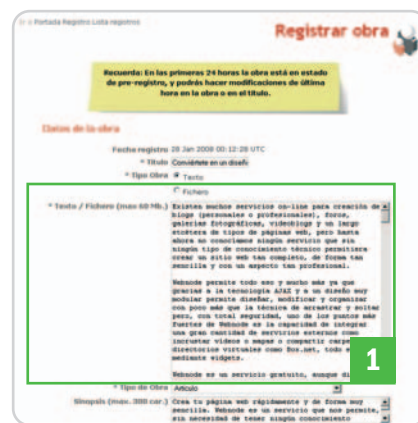 Portada Registro Lista registros
Registrar obra
Recuerda: En las primeras 24 horas la obra está en estado
de pre-registro, y podrás hacer modificaciones de última
hora en la obra o en el título.
Datos de la obra
Fecha registro 28 Jan 2008 00:12:28 UTC
* Título Conviértete en un diseñ
* Tipo Obra Texto
Fichero
* Texto / Fichero (max 60 Mb.) Existen muchos servicios on-line para creación de
blogs (personales o profesionales), foros,
galerías fotográficas, videoblogs y un largo
etcétera de tipos de páginas web, pero hasta
ahora no conocíamos ningún servicio que sin
ningún tipo de conocimiento técnico permitiera
crear un sitio web tan completo, de forma tan
sencilla y con un aspecto tan profesional.
Webnode permite todo eso y mucho más ya que
gracias a la tecnología AJAX y a un diseño muy
modular permite diseñar, modificar y organizar
con poco más que la técnica de arrastrar y soltar
pero, con total seguridad, uno de los puntos más
fuertes de Webnode es la capacidad de integrar
una gran cantidad de servicios externos como
incrustar vídeos o mapas o compartir carpe
directorios virtuales como Box.net, todo
mediante widgets.
Webnode es un servicio gratuito, aunque di
1
* Tipo de Obra Artículo
Sinopsis (max. 300 car.) Crea tu página web rápidamente y de forma muy
sencilla. Webnode es un servicio que nos permite,
sin necesidad de tener ningún conocimiento